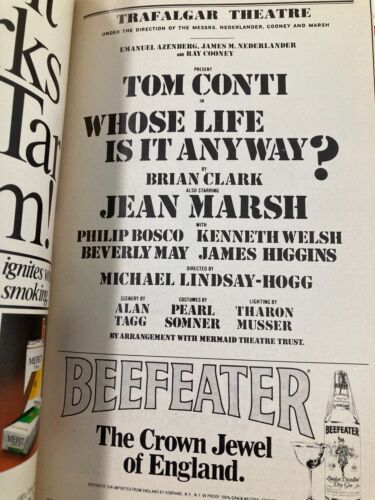 TRAFALGAR THEATRE
UNDER THE DIRECTION OF THE MESSRS. NEDERLANDER, COONEY and MARSH
EMANUEL AZENBERG, JAMES M. NEDERLANDER
and RAY COONEY
PRESENT
TOM CONTI
IN
WHOSE LIFE
IS IT ANYWAY?
BY
BRIAN CLARK
ALSO STARRING
JEAN MARSH
WITH
PHILIP BOSCO KENNETH WELSH
BEVERLY MAY JAMES HIGGINS
DIRECTED BY
MICHAEL LINDSAY-HOGG
SCENERY BY COSTUMES BY LIGHTING BY
ALAN PEARL THARON
TAGG SOMNER MUSSER
BY ARRANGEMENT WITH MERMAID THEATRE TRUST.
BEEFEATER
The Crown Jewel
of England.
BEEFEATER
ignites
smoking
MERIT
MERIT